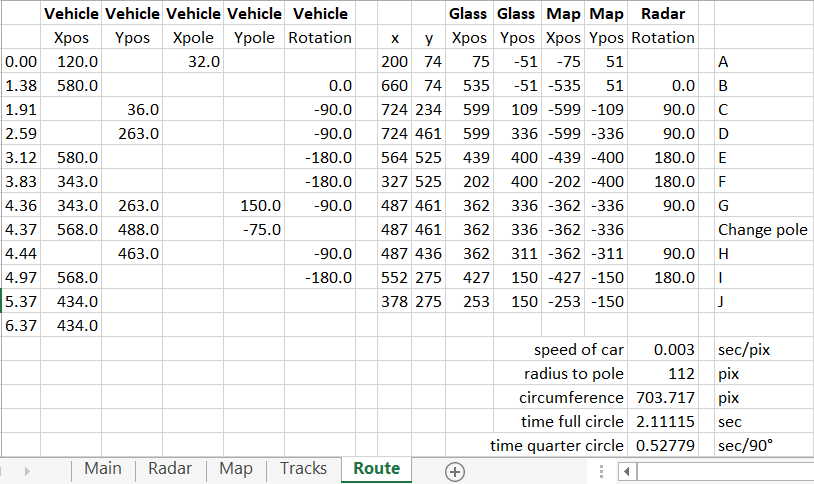 Vehicle Vehicle Vehicle Vehicle Vehicle Glass Glass Map Map Radar
Xpos Ypos Xpole Ypole Rotation x y Xpos Ypos Xpos Ypos Rotation
0.00 120.0 32.0 200 74 75 -51 -75 51 A
1.38 580.0 0.0 660 74 535 -51 -535 51 0.0 B
1.91 36.0 -90.0 724 234 599 109 -599 -109 90.0 C
2.59 263.0 -90.0 724 461 599 336 -599 -336 90.0 D
3.12 580.0 -180.0 564 525 439 400 -439 -400 180.0 E
3.83 343.0 -180.0 327 525 202 400 -202 -400 180.0 F
4.36 343.0 263.0 150.0 -90.0 487 461 362 336 -362 -336 90.0 G
4.37 568.0 488.0 -75.0 487 461 362 336 -362 -336 Change pole
4.44 463.0 -90.0 487 436 362 311 -362 -311 90.0 H
4.97 568.0 -180.0 552 275 427 150 -427 -150 180.0 I
5.37 434.0 378 275 253 150 -253 -150 J
6.37 434.0
speed of car 0.003 sec/pix
radius to pole 112 pix
circumference 703.717 pix
time full circle 2.11115 sec
time quarter circle 0.52779 sec/90°
Main Radar Map Tracks Route